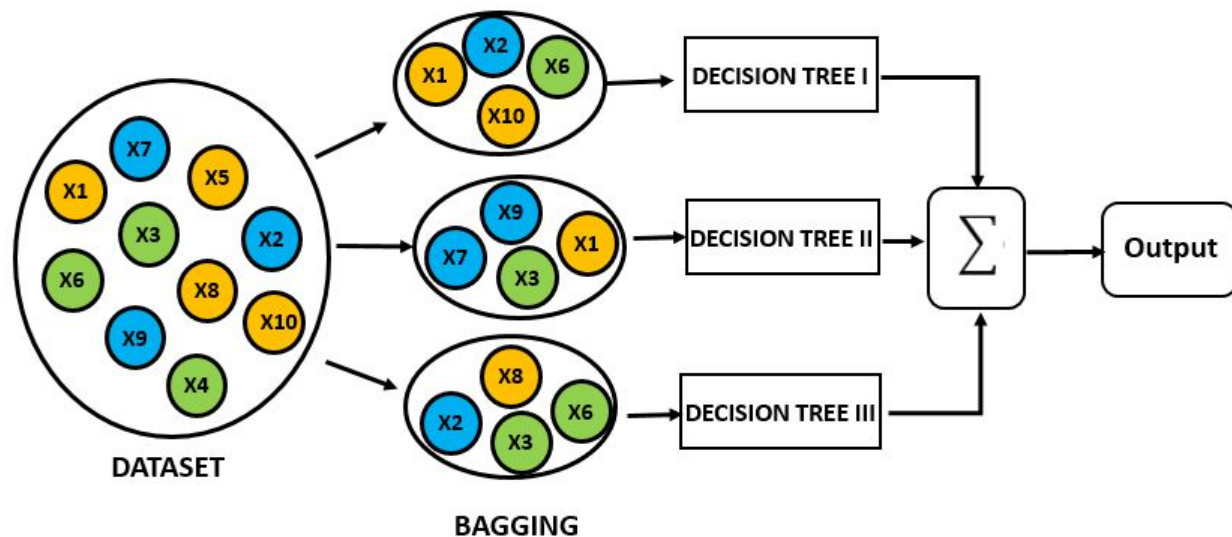 X7
X1
X5
X3
X2
X6
X8
X10
X9
X4
DATASET
X2
X1
X6
X10
X9
X7
X1
X3
X8
X2
X6
X3
BAGGING
DECISION TREE I
DECISION TREE II
DECISION TREE III
∑
Output